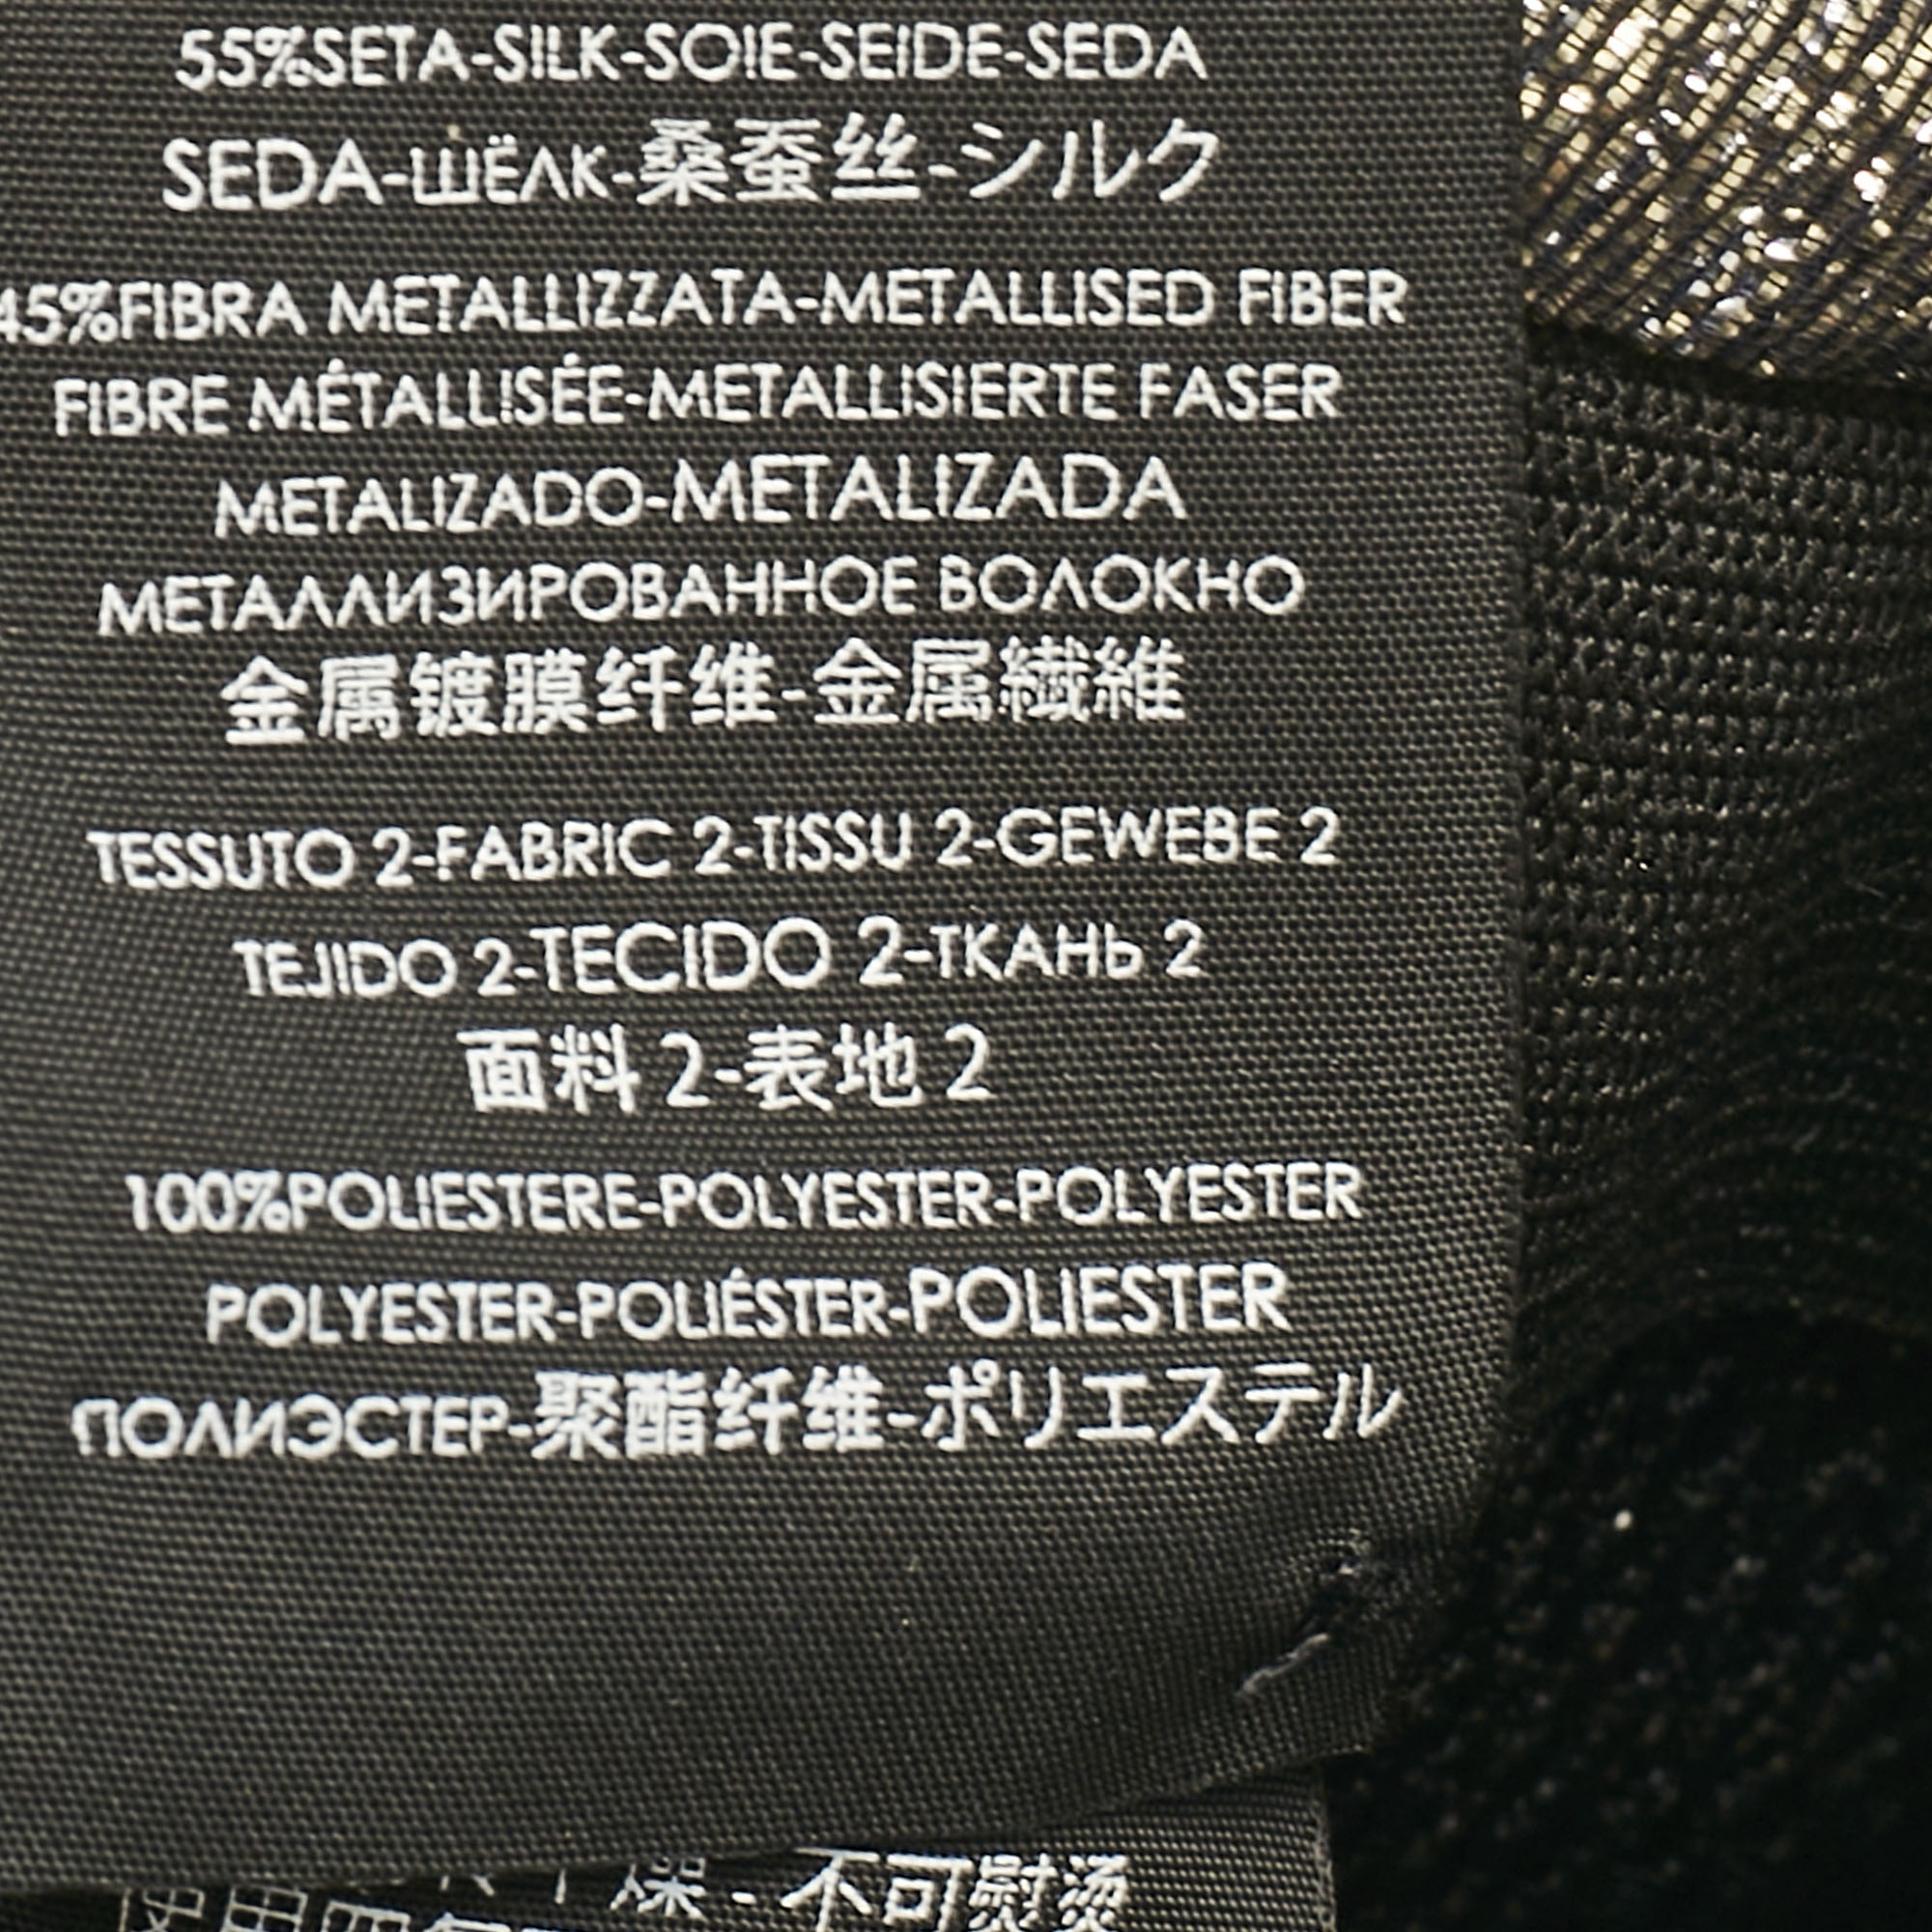 55%SETA-SILK-SOIE-SEIDE-SEDA
SEDA-ШЁЛК-桑蚕丝-シルク
45%FIBRA METALLIZZATA-METALLISED FIBER
FIBRE MÉTALLISÉE-METALLISIERTE FASER
METALIZADO-METALIZADA
МЕТАЛЛИЗИРОВАННОЕ ВОЛОКНО
金属镀膜纤维-金属繊維
TESSUTO 2-FABRIC 2-TISSU 2-GEWEBE 2
TEJIDO 2-TECIDO 2-ТКАНЬ 2
面料 2-表地 2
100%POLIESTERE-POLYESTER-POLYESTER
POLYESTER-POLIÉSTER-POLIESTER
ПОЛИЭСТЕР-聚酯纤维-ポリエステル
燥-不可熨烫